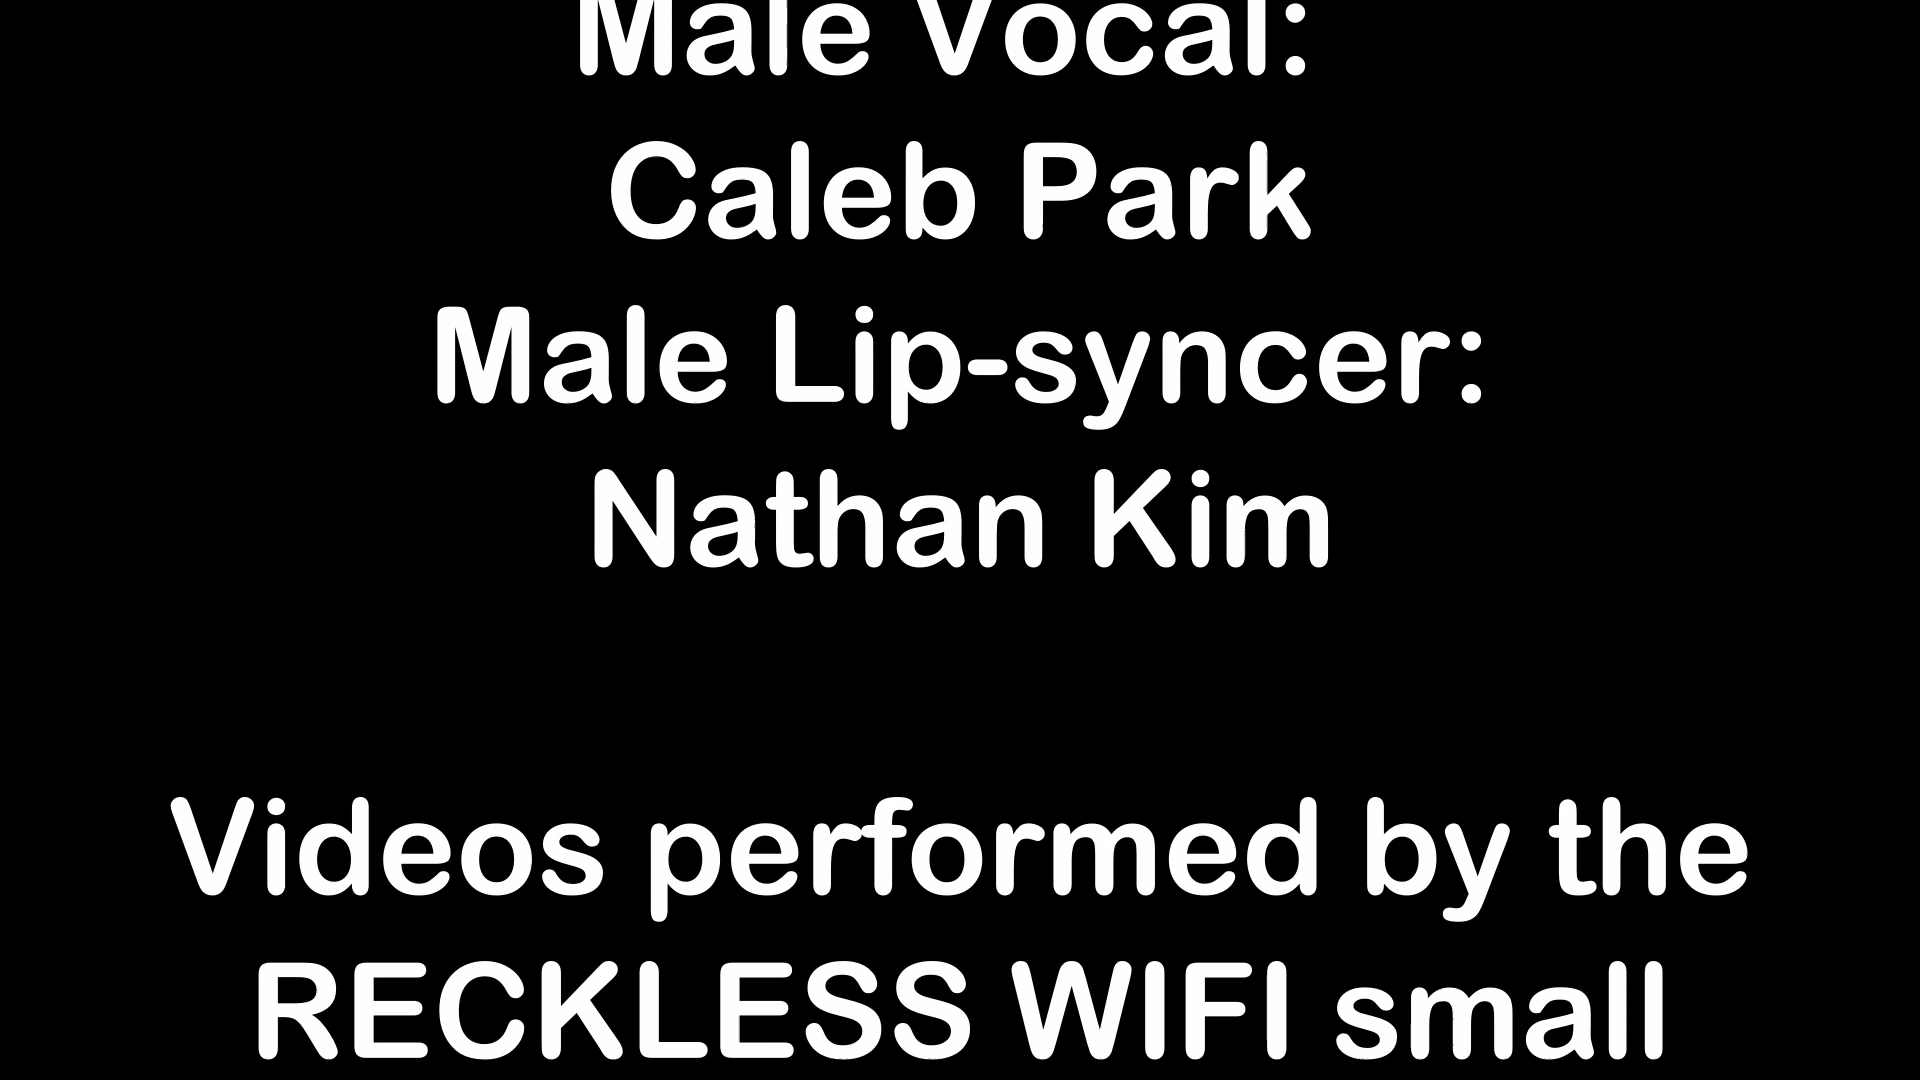 Male Vocal:
Caleb Park
Male Lip-syncer:
Nathan Kim
Videos performed by the
RECKLESS WIFI small